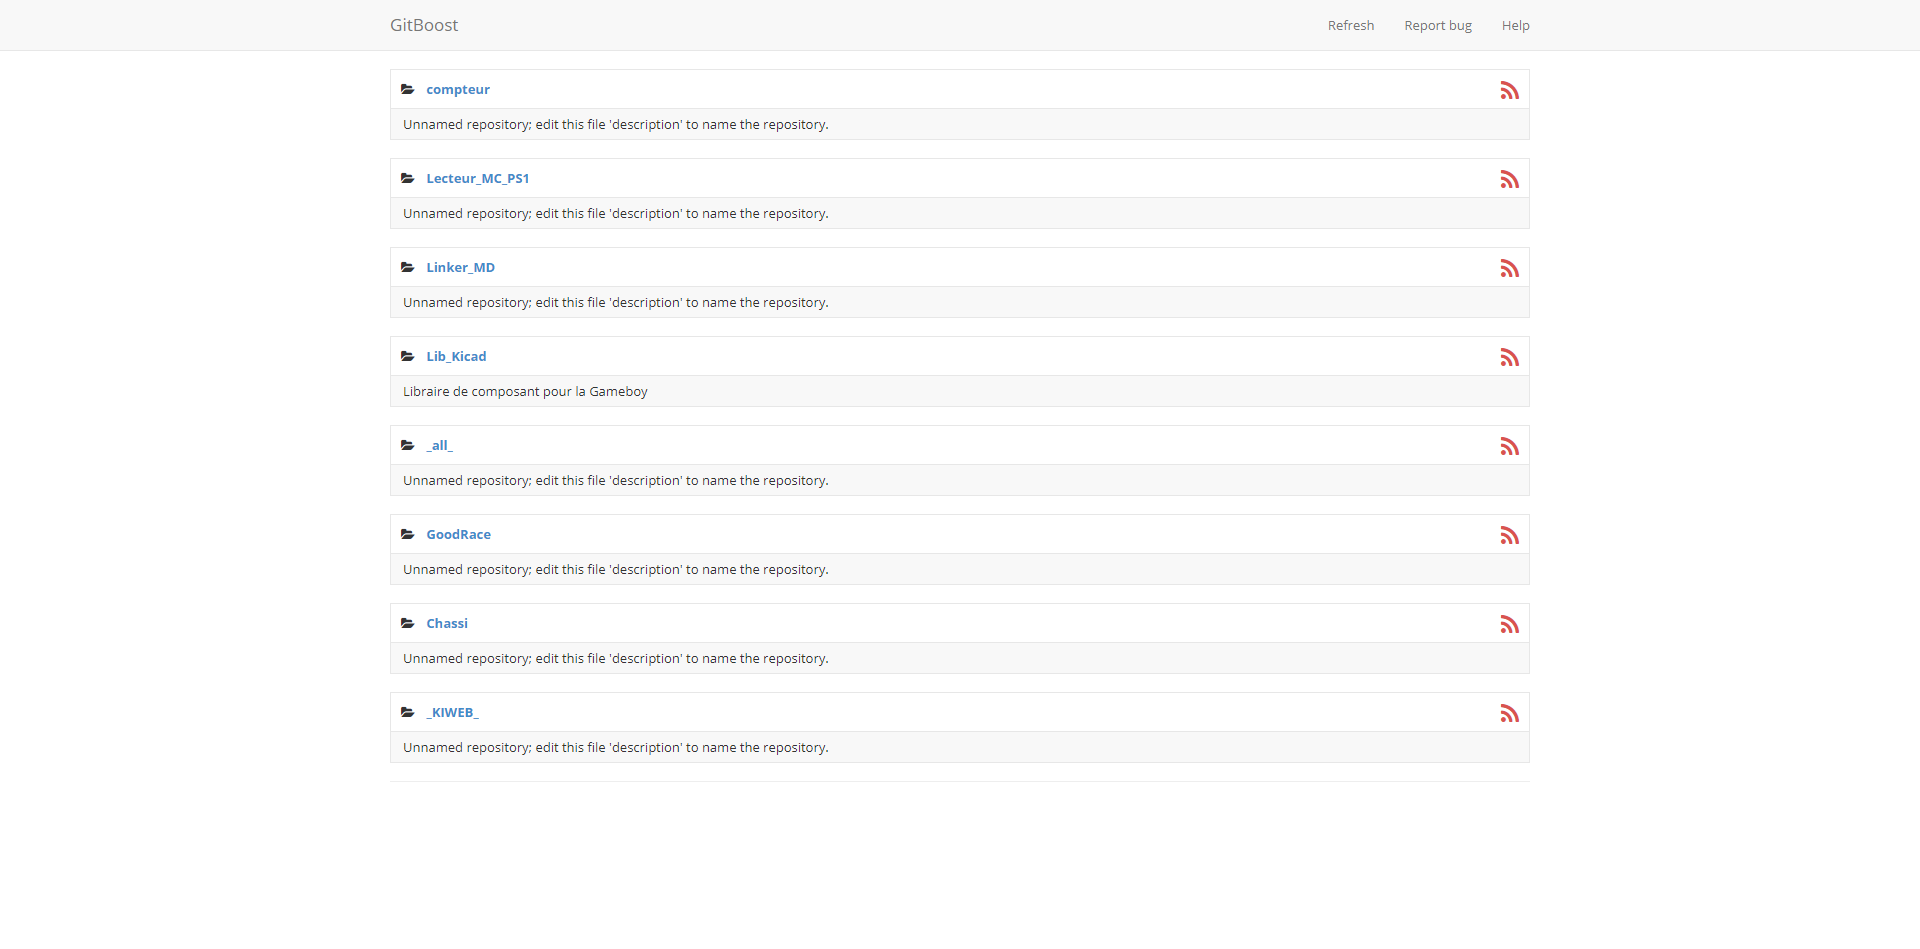 GitBoost Refresh Report bug Help
compteur
Unnamed repository; edit this file 'description' to name the repository.
Lecteur_MC_PS1
Unnamed repository; edit this file 'description' to name the repository.
Linker_MD
Unnamed repository; edit this file 'description' to name the repository.
Lib_Kicad
Libraire de composant pour la Gameboy
_all_
Unnamed repository; edit this file 'description' to name the repository.
GoodRace
Unnamed repository; edit this file 'description' to name the repository.
Chassi
Unnamed repository; edit this file 'description' to name the repository.
_KIWEB_
Unnamed repository; edit this file 'description' to name the repository.